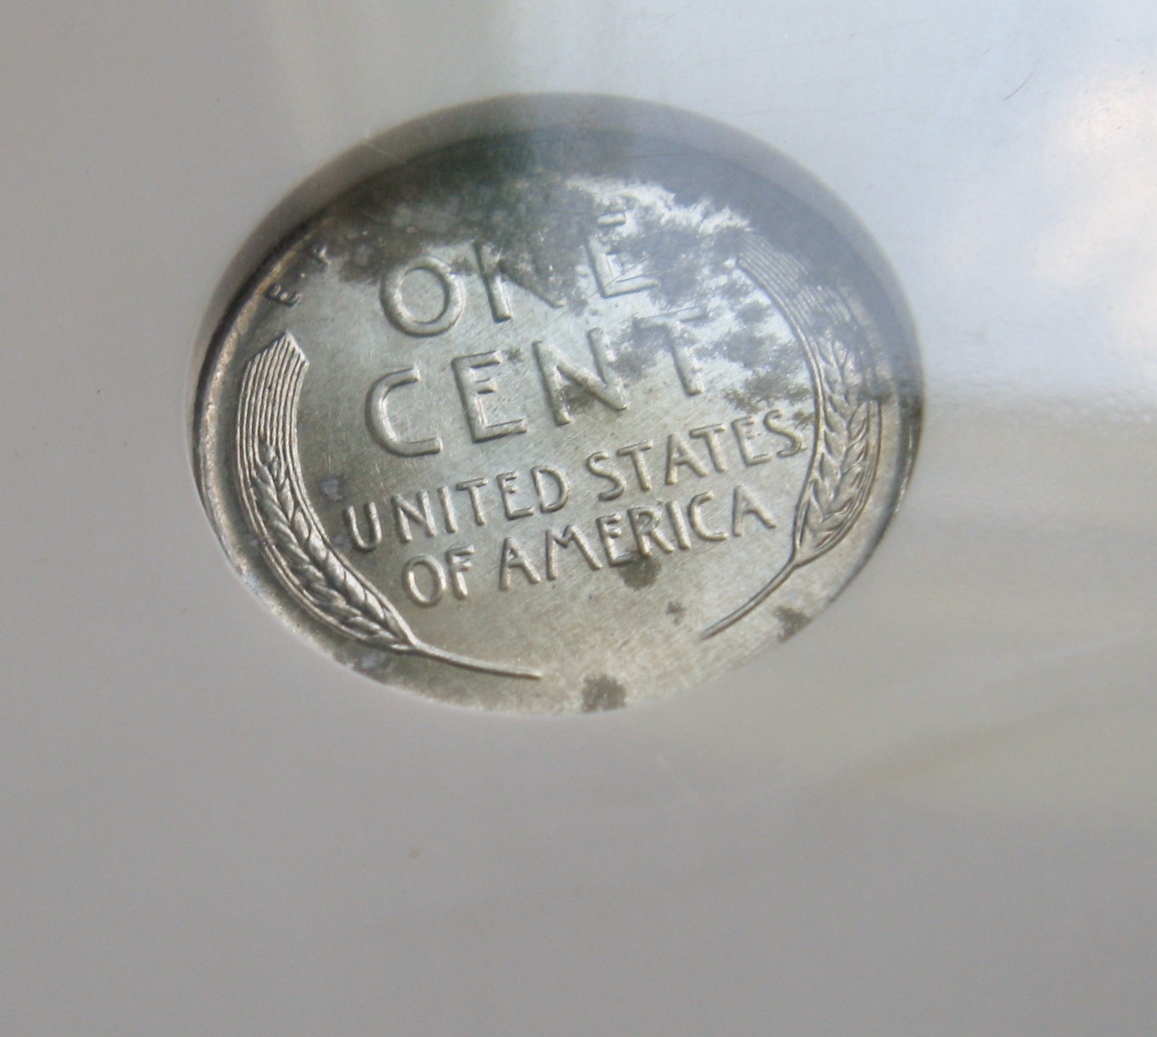 E · P
ONE
CENT
UNITED STATES
OF AMERICA